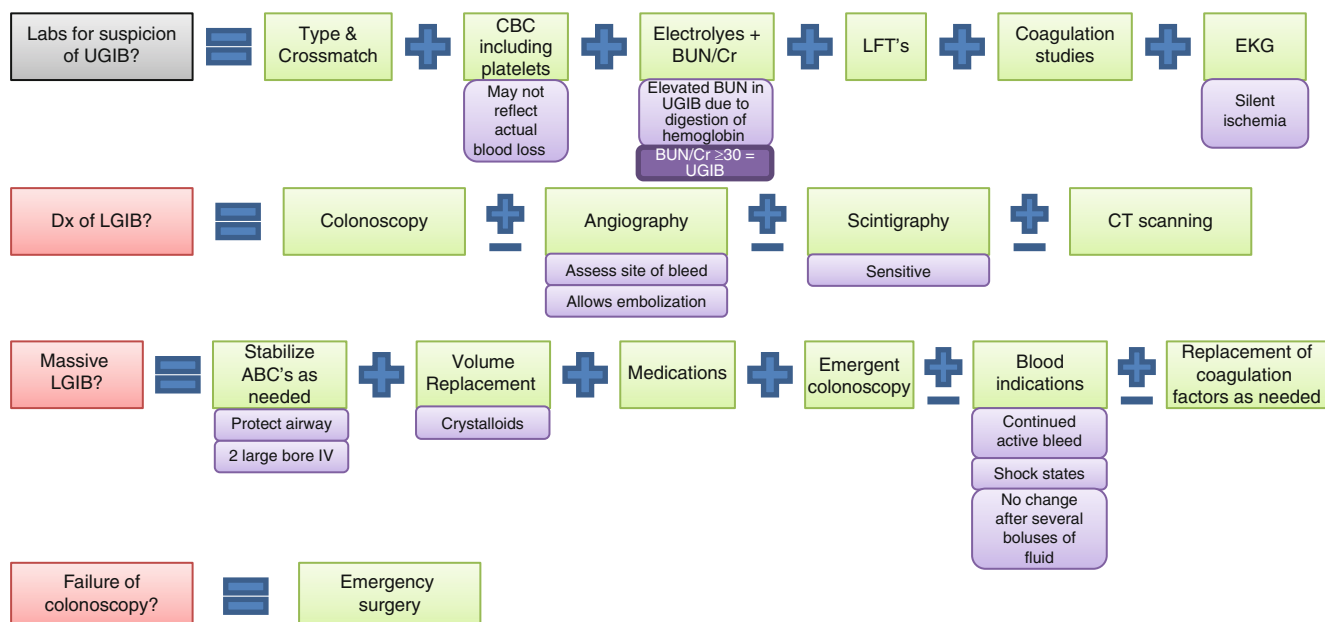 Labs for suspicion
of UGIB?
Type &
Crossmatch
CBC
including
platelets
May not
reflect
actual
blood loss
Electrolyes +
BUN/Cr
Elevated BUN in
UGIB due to
digestion of
hemoglobin
BUN/Cr ≥30 =
UGIB
LFT's
Coagulation
studies
EKG
Silent
ischemia
Dx of LGIB?
Colonoscopy
Angiography
Assess site of bleed
Allows embolization
Scintigraphy
Sensitive
CT scanning
Massive
LGIB?
Stabilize
ABC's as
needed
Protect airway
2 large bore IV
Volume
Replacement
Crystalloids
Medications
Emergent
colonoscopy
Blood
indications
Continued
active bleed
Shock states
No change
after several
boluses of
fluid
Replacement of
coagulation
factors as needed
Failure of
colonoscopy?
Emergency
surgery